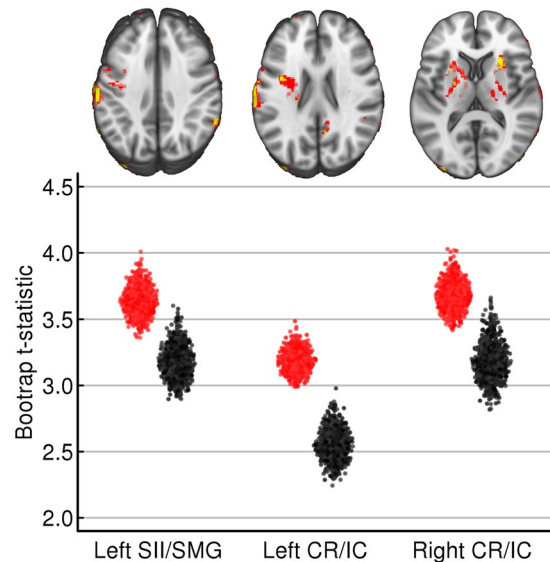 4.5
4.0
3.5
3.0
2.5
2.0
Bootrap t-statistic
Left SII/SMG
Left CR/IC
Right CR/IC